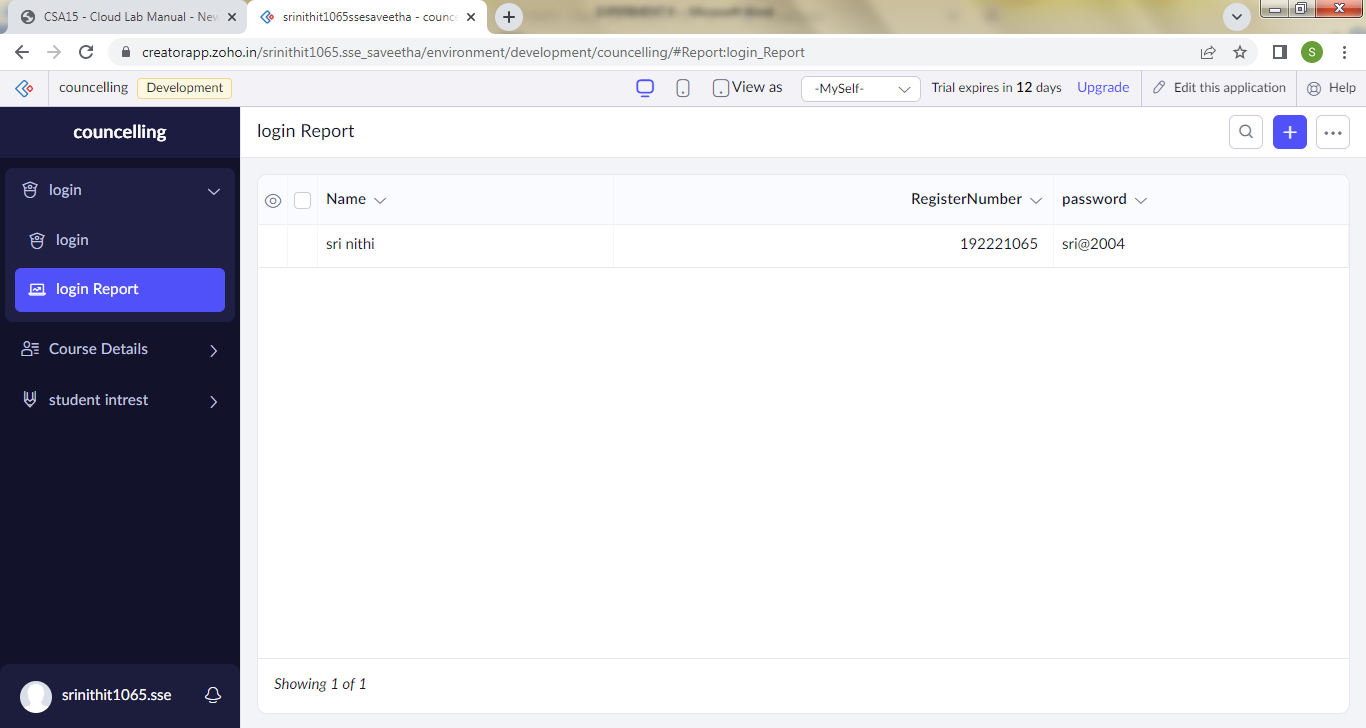 CSA15 - Cloud Lab Manual - New
srinithit1065ssesaveetha - counce
creatorapp.zoho.in/srinithit1065.sse_saveetha/environment/development/councelling/#Report:login_Report
S
councelling
Development
View as
-MySelf-
Trial expires in 12 days
Upgrade
Edit this application
Help
councelling
login
login
login Report
Course Details
student intrest
srinithit1065.sse
login Report
Name
RegisterNumber
password
sri nithi
192221065
sri@2004
Showing 1 of 1